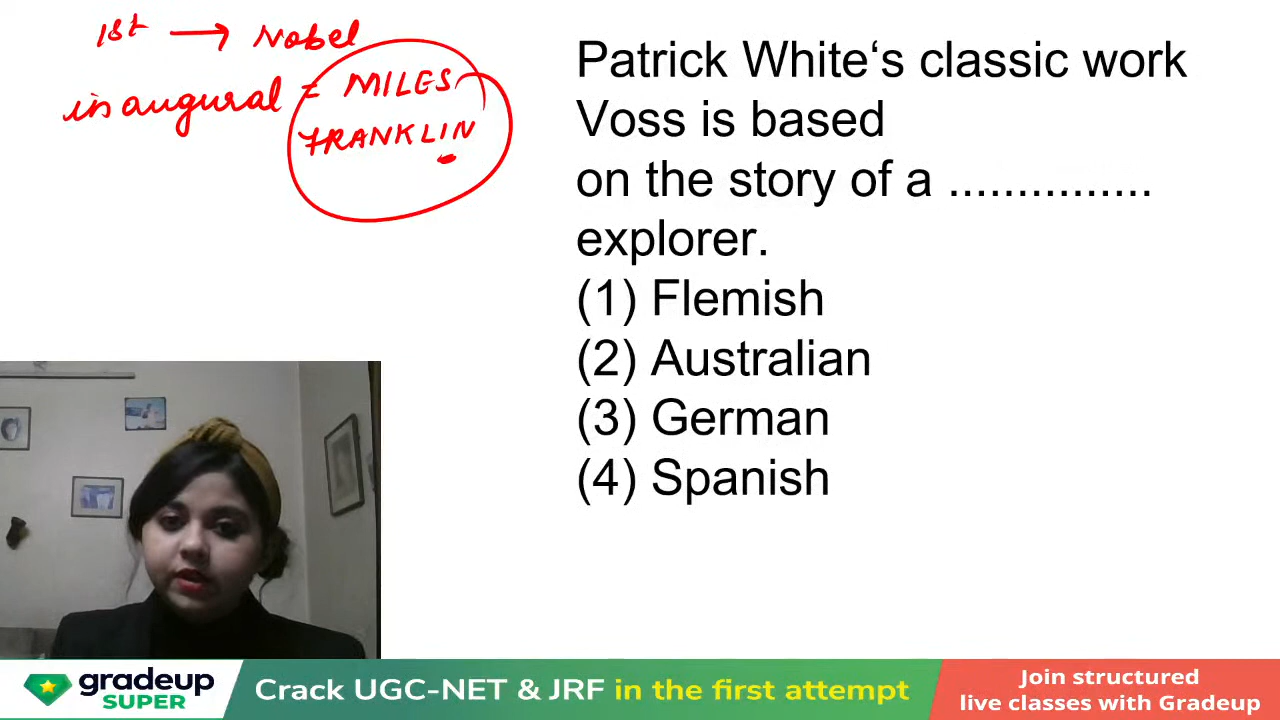 1st → Nobel
inaugural = MILES
FRANKLIN
Patrick White‘s classic work
Voss is based
on the story of a ...............
explorer.
(1) Flemish
(2) Australian
(3) German
(4) Spanish
gradeup
SUPER
Crack UGC-NET & JRF in the first attempt
Join structured
live classes with Gradeup